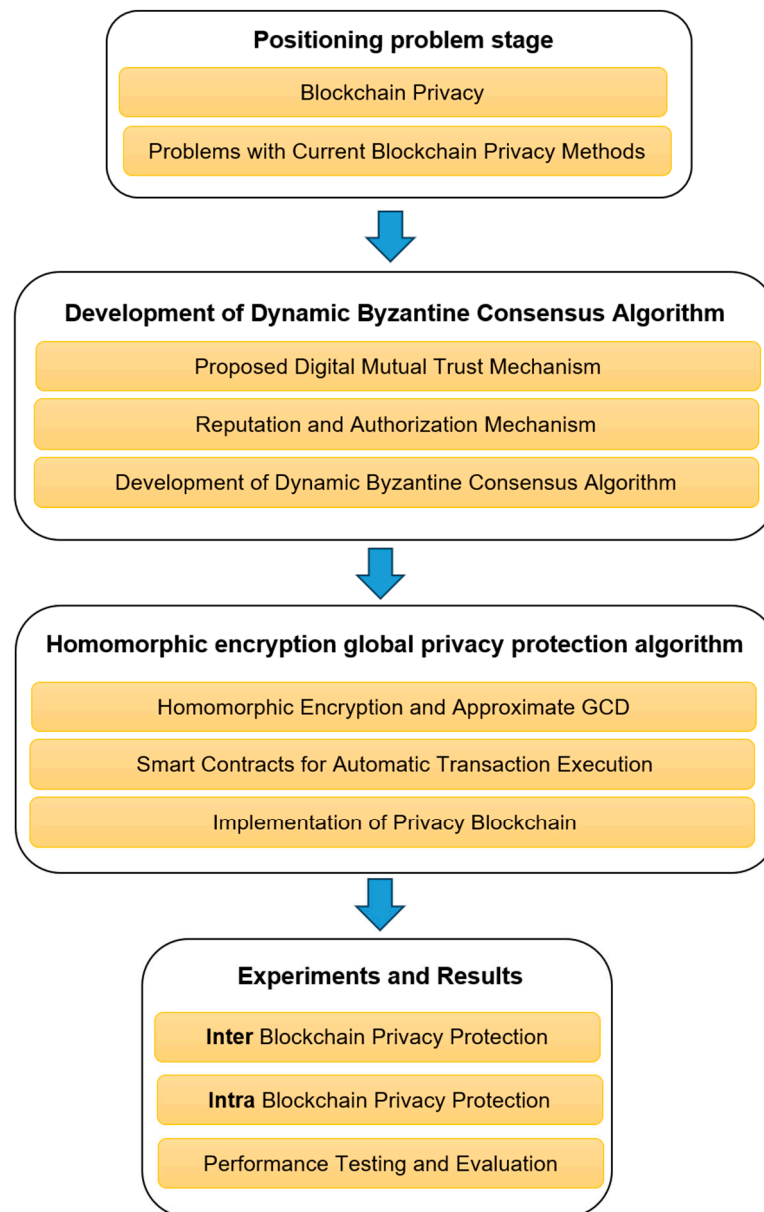 Positioning problem stage
Blockchain Privacy
Problems with Current Blockchain Privacy Methods
Development of Dynamic Byzantine Consensus Algorithm
Proposed Digital Mutual Trust Mechanism
Reputation and Authorization Mechanism
Development of Dynamic Byzantine Consensus Algorithm
Homomorphic encryption global privacy protection algorithm
Homomorphic Encryption and Approximate GCD
Smart Contracts for Automatic Transaction Execution
Implementation of Privacy Blockchain
Experiments and Results
Inter Blockchain Privacy Protection
Intra Blockchain Privacy Protection
Performance Testing and Evaluation